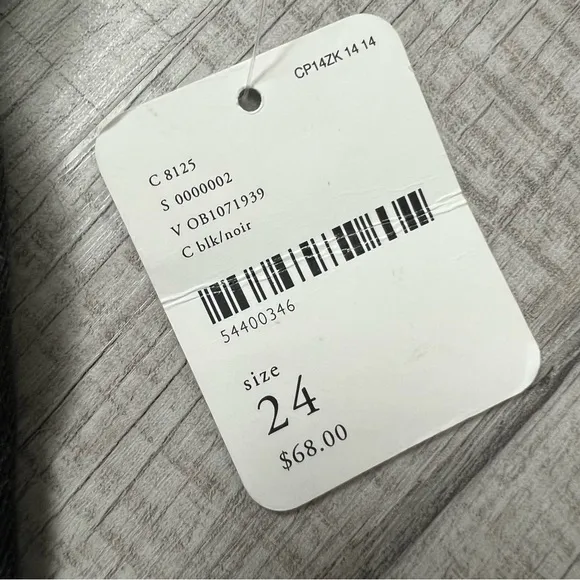 CP14ZK 14 14
C 8125
S 0000002
V OB1071939
C blk/noir
54400346
size
24
$68.00